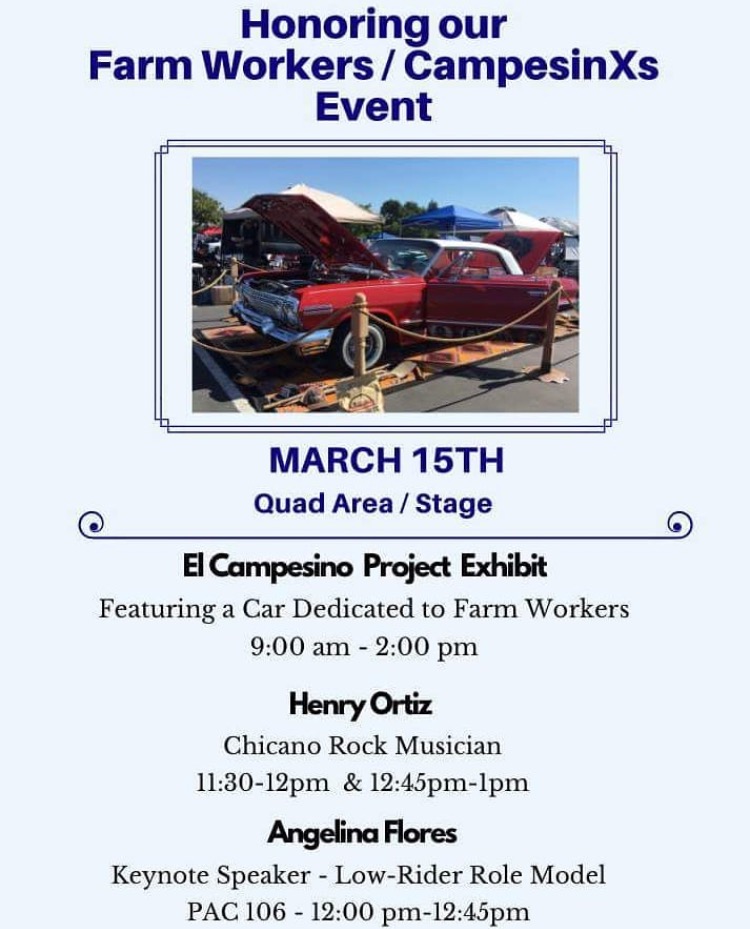 Honoring our
Farm Workers / CampesinXs
Event
MARCH 15TH
Quad Area / Stage
El Campesino Project Exhibit
Featuring a Car Dedicated to Farm Workers
9:00 am - 2:00 pm
Henry Ortiz
Chicano Rock Musician
11:30-12pm & 12:45pm-1pm
Angelina Flores
Keynote Speaker - Low-Rider Role Model
PAC 106 - 12:00 pm-12:45pm